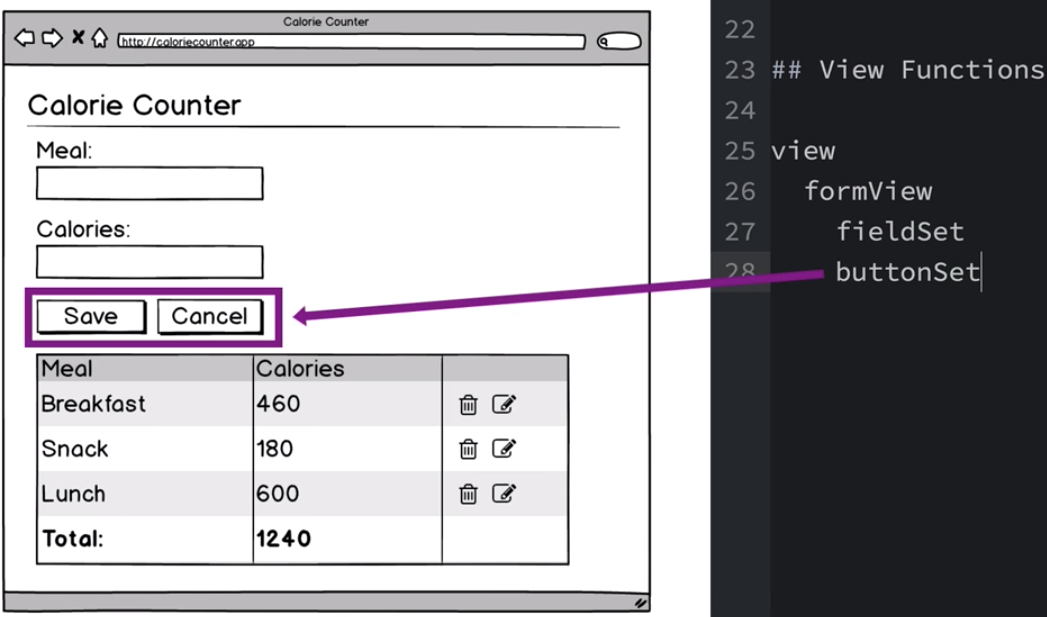 Calorie Counter
http://caloriecounter.app
Calorie Counter
Meal:
Calories:
Save Cancel
Meal Calories
Breakfast 460
Snack 180
Lunch 600
Total: 1240
22
23 ## View Functions
24
25 view
26 formView
27 fieldSet
28 buttonSet